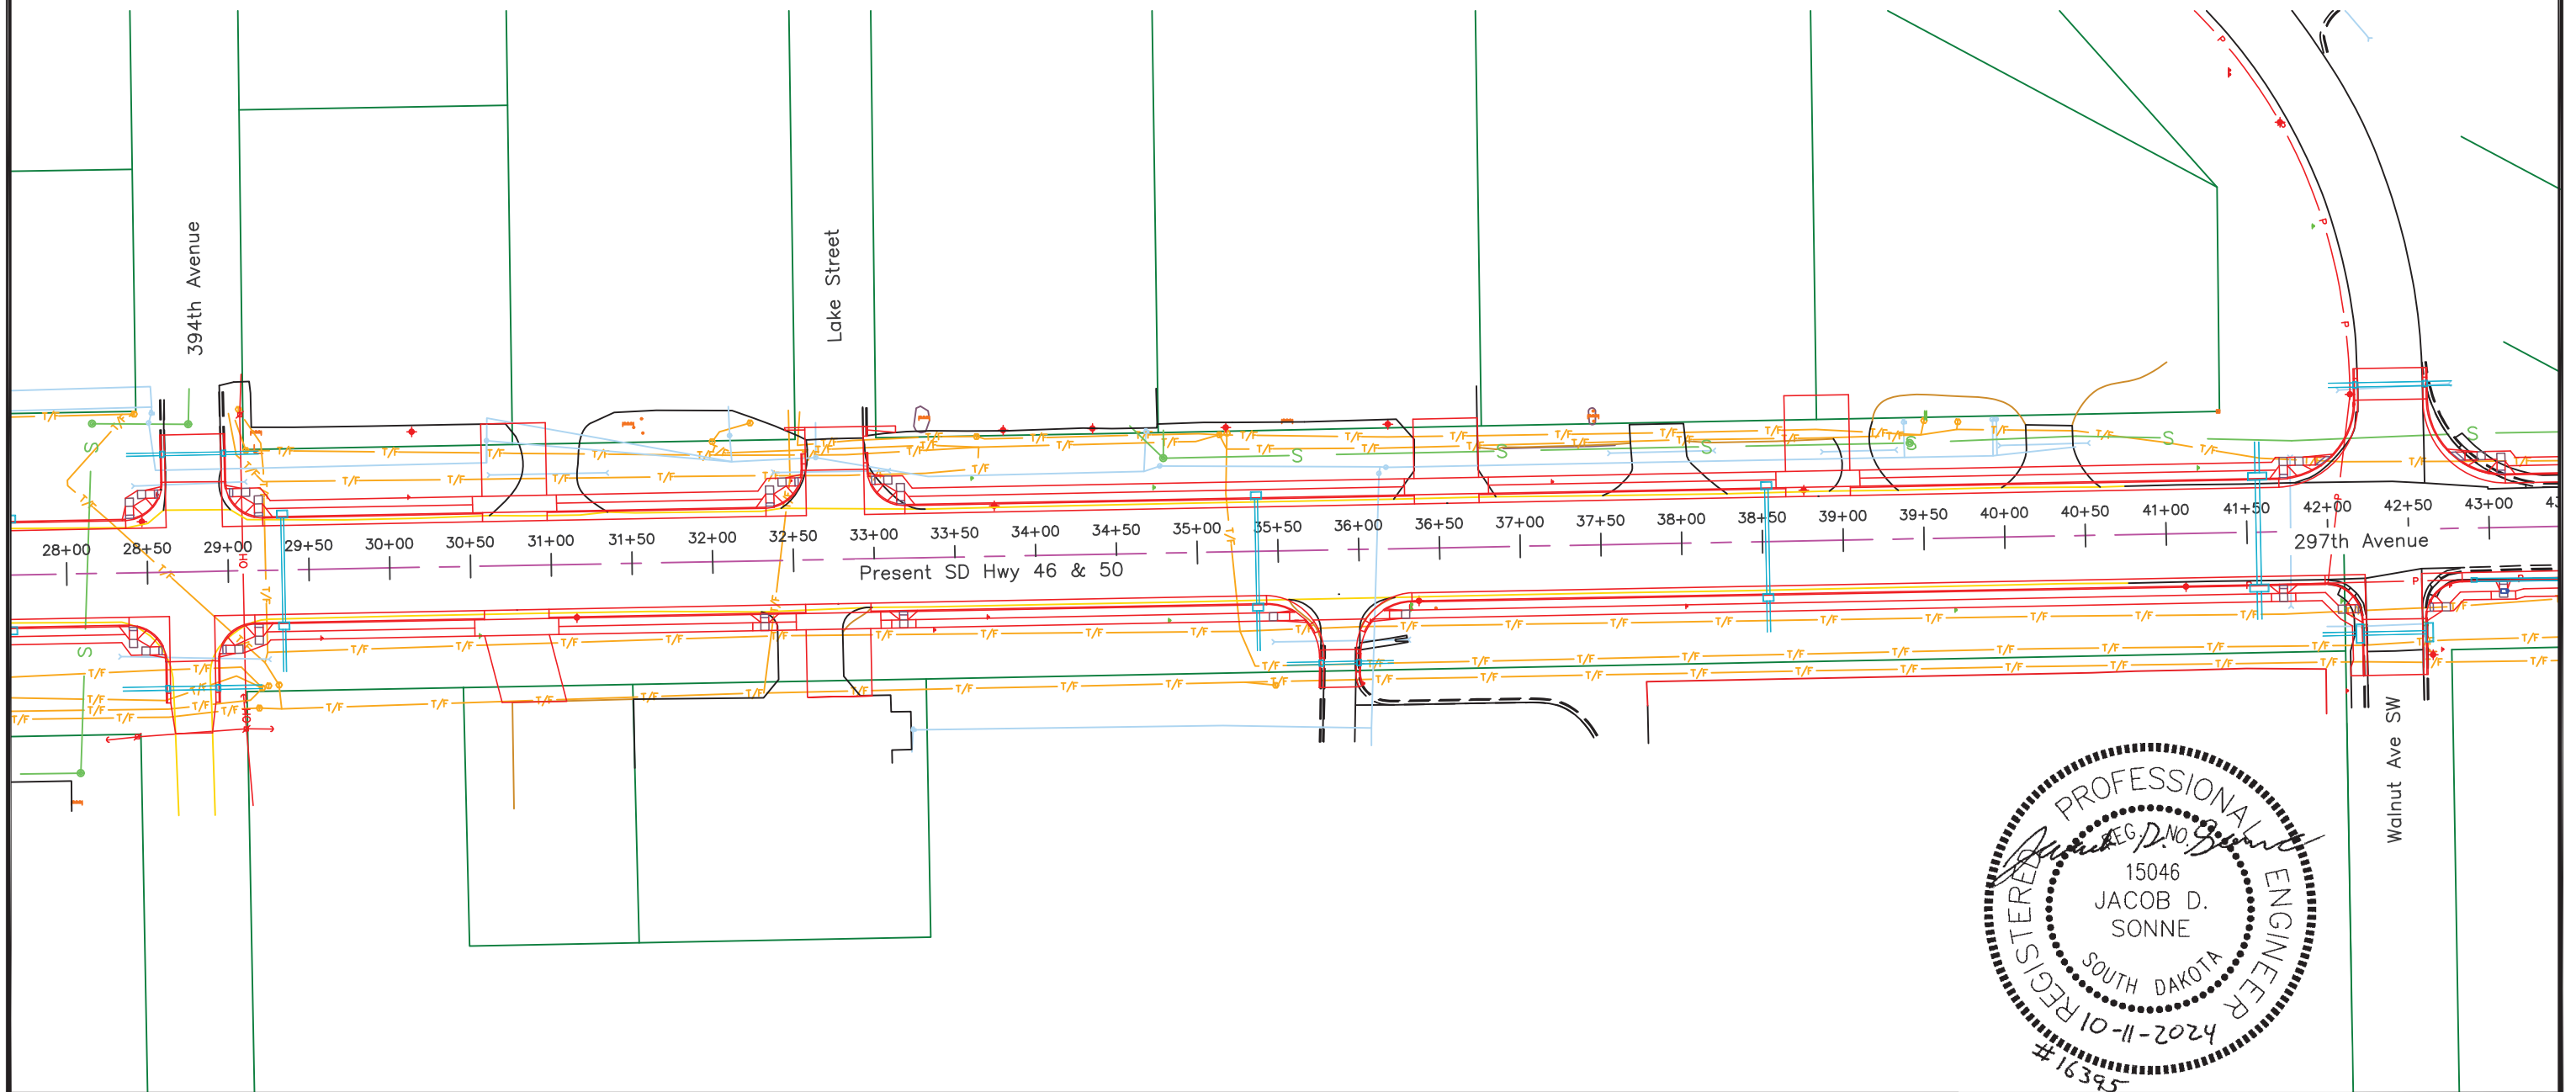 394th Avenue
Lake Street
28+00 28+50 29+00 29+50 30+00 30+50 31+00 31+50 32+00 32+50 33+00 33+50 34+00 34+50 35+00 35+50 36+00 36+50 37+00 37+50 38+00 38+50 39+00 39+50 40+00 40+50 41+00 41+50 42+00 42+50 43+00
Present SD Hwy 46 & 50
297th Avenue
Walnut Ave SW
REGISTERED PROFESSIONAL ENGINEER
REG. NO.
15046
JACOB D.
SONNE
SOUTH DAKOTA
10-11-2024
#16395